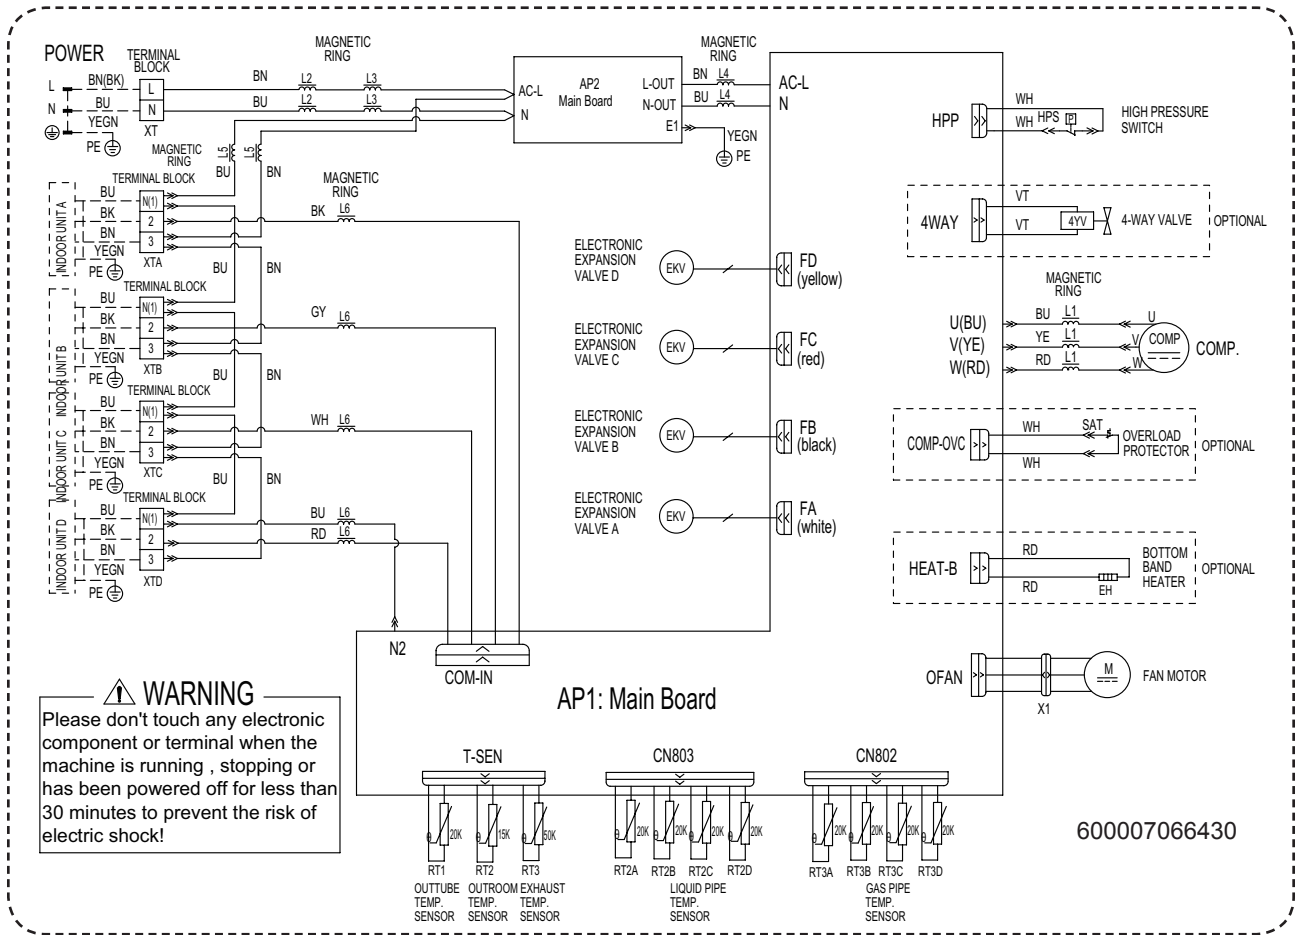 POWER
L
N
BN(BK)
BU
YEGN
PE
TERMINAL
BLOCK
L
N
XT
MAGNETIC
RING
BN
L2
L3
BU
L2
L3
AC-L
N
AP2
Main Board
L-OUT
N-OUT
E1
YEGN
PE
MAGNETIC
RING
BN
L4
BU
L4
AC-L
N
MAGNETIC
RING
L5
L5
BU
BN
INDOOR UNIT A
TERMINAL BLOCK
BU
BK
BN
YEGN
PE
N(1)
2
3
XTA
MAGNETIC
RING
BK
L6
BU
BN
INDOOR UNIT B
TERMINAL BLOCK
BU
BK
BN
YEGN
PE
N(1)
2
3
XTB
GY
L6
BU
BN
INDOOR UNIT C
TERMINAL BLOCK
BU
BK
BN
YEGN
PE
N(1)
2
3
XTC
WH
L6
BU
BN
INDOOR UNIT D
TERMINAL BLOCK
BU
BK
BN
YEGN
PE
N(1)
2
3
XTD
BU
L6
RD
L6
N2
COM-IN
ELECTRONIC
EXPANSION
VALVE D
EKV
FD
(yellow)
ELECTRONIC
EXPANSION
VALVE C
EKV
FC
(red)
ELECTRONIC
EXPANSION
VALVE B
EKV
FB
(black)
ELECTRONIC
EXPANSION
VALVE A
EKV
FA
(white)
HPP
WH
WH
HPS
P
HIGH PRESSURE
SWITCH
4WAY
VT
VT
4YV
4-WAY VALVE
OPTIONAL
MAGNETIC
RING
U(BU)
V(YE)
W(RD)
BU
L1
YE
L1
RD
L1
U
V
W
COMP
COMP.
COMP-OVC
WH
WH
SAT
OVERLOAD
PROTECTOR
OPTIONAL
HEAT-B
RD
RD
EH
BOTTOM
BAND
HEATER
OPTIONAL
OFAN
X1
M
FAN MOTOR
AP1: Main Board
WARNING
Please don't touch any electronic
component or terminal when the
machine is running , stopping or
has been powered off for less than
30 minutes to prevent the risk of
electric shock!
T-SEN
θ
20K
θ
15K
θ
50K
RT1
RT2
RT3
OUTTUBE
TEMP.
SENSOR
OUTROOM
TEMP.
SENSOR
EXHAUST
TEMP.
SENSOR
CN803
θ
20K
θ
20K
θ
20K
θ
20K
RT2A
RT2B
RT2C
RT2D
LIQUID PIPE
TEMP.
SENSOR
CN802
θ
20K
θ
20K
θ
20K
θ
20K
RT3A
RT3B
RT3C
RT3D
GAS PIPE
TEMP.
SENSOR
600007066430